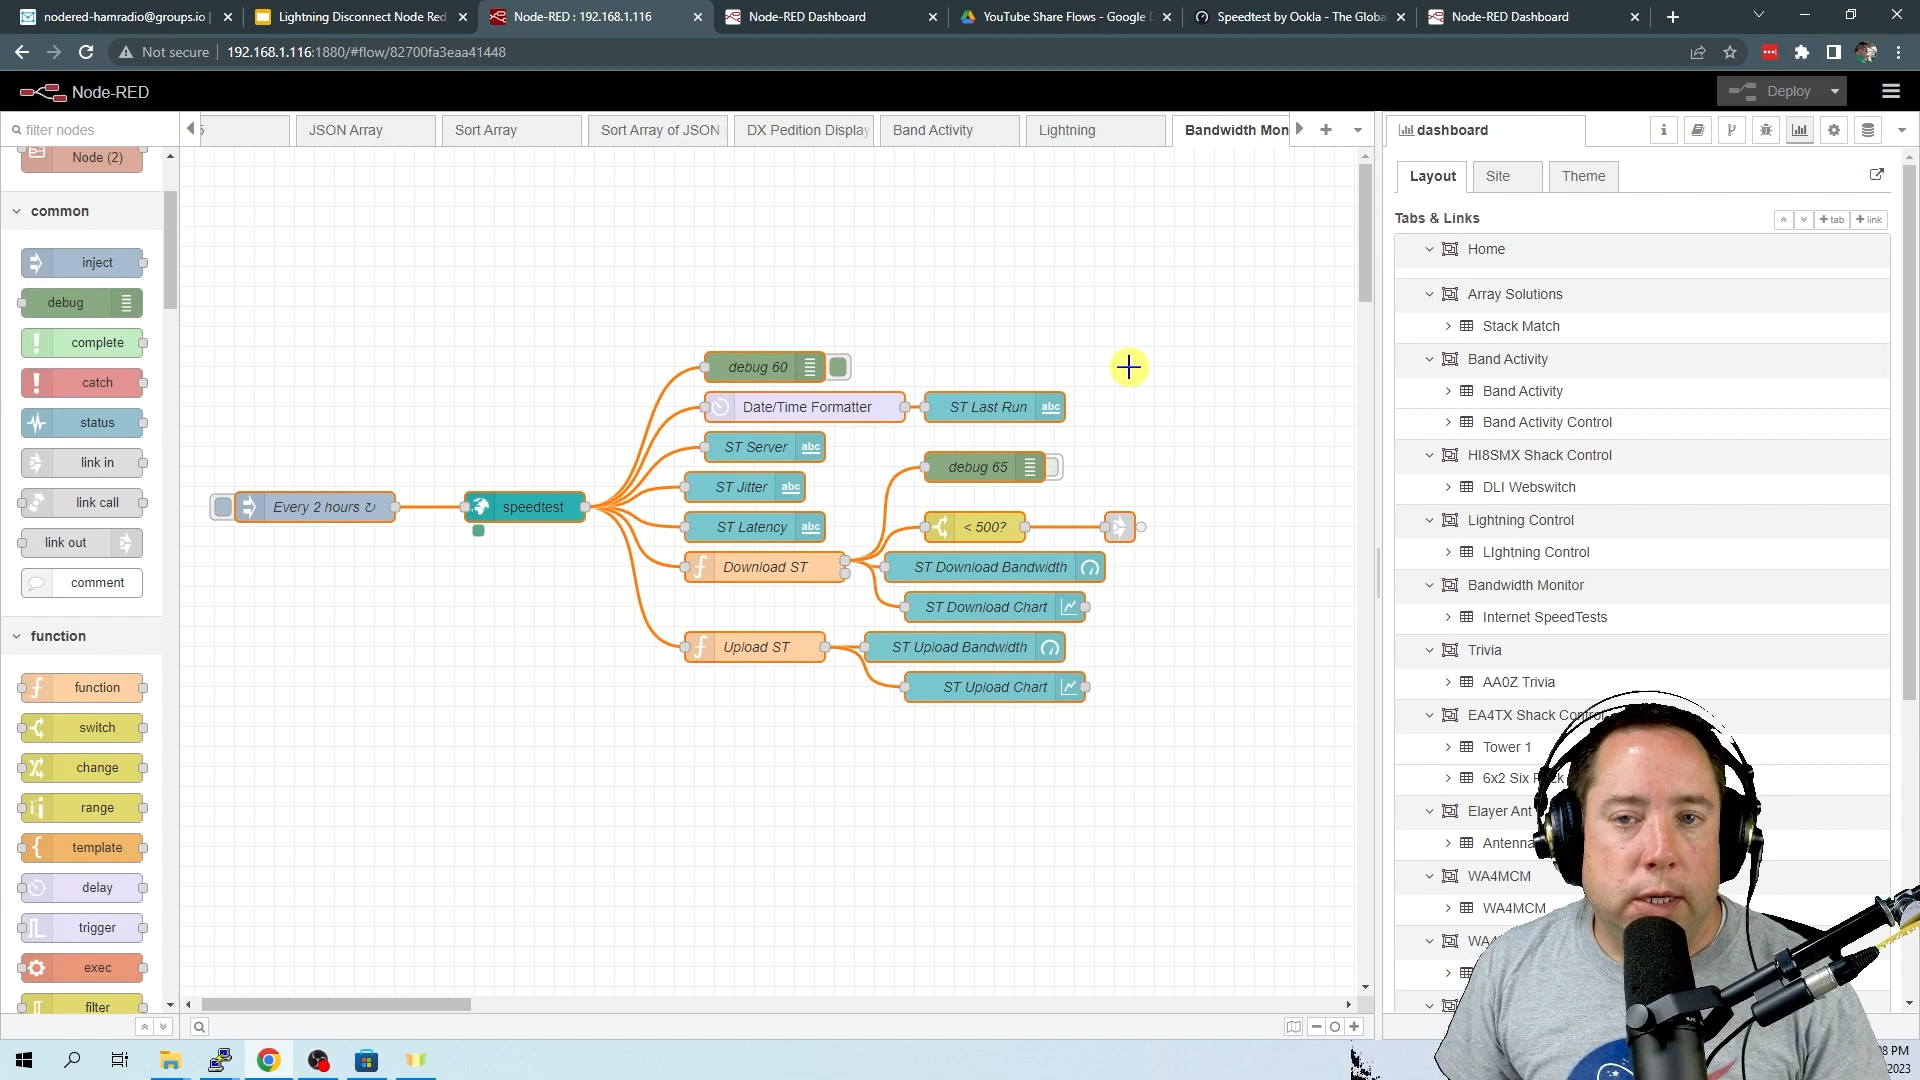 nodered-hamradio@groups.io |
Lightning Disconnect Node Red
Node-RED : 192.168.1.116
Node-RED Dashboard
YouTube Share Flows - Google D
Speedtest by Ookla - The Globa
Node-RED Dashboard
Not secure
192.168.1.116:1880/#flow/82700fa3eaa41448
Node-RED
Deploy
filter nodes
JSON Array
Sort Array
Sort Array of JSON
DX Pedition Display
Band Activity
Lightning
Bandwidth Mon
dashboard
Node (2)
common
inject
debug
complete
catch
status
link in
link call
link out
comment
function
function
switch
change
range
template
delay
trigger
exec
filter
Every 2 hours ↻
speedtest
debug 60
Date/Time Formatter
ST Last Run
abc
ST Server
abc
debug 65
ST Jitter
abc
ST Latency
abc
< 500?
Download ST
ST Download Bandwidth
ST Download Chart
Upload ST
ST Upload Bandwidth
ST Upload Chart
Layout
Site
Theme
Tabs & Links
+ tab
+ link
Home
Array Solutions
Stack Match
Band Activity
Band Activity
Band Activity Control
HI8SMX Shack Control
DLI Webswitch
Lightning Control
LIghtning Control
Bandwidth Monitor
Internet SpeedTests
Trivia
AA0Z Trivia
EA4TX Shack Control
Tower 1
6x2 Six
Elayer Ant
Antenna
WA4MCM
WA4MCM
8 PM
2023